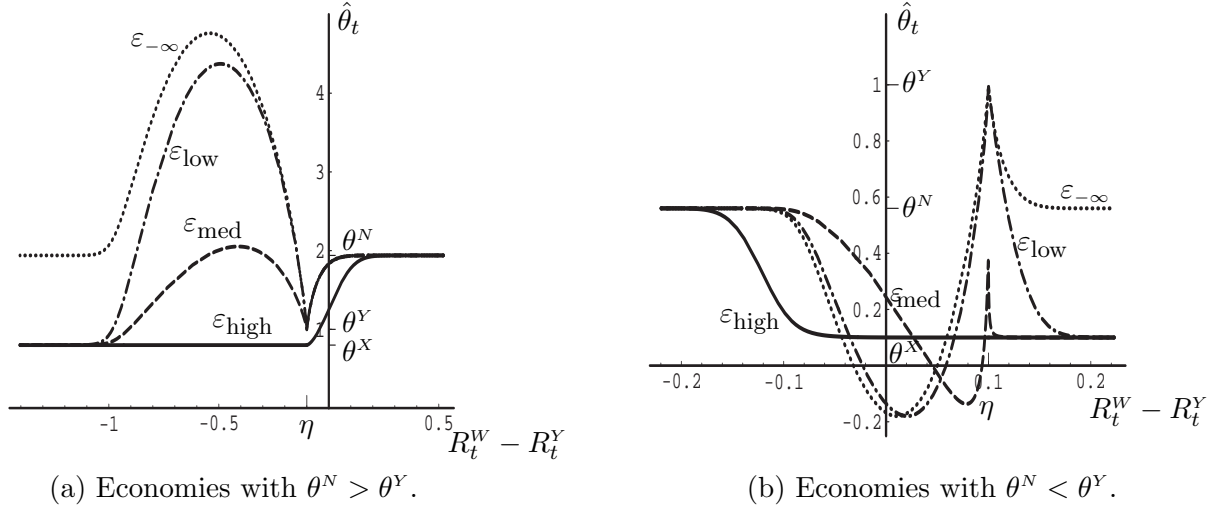 θ̂_t
ε_{−∞}
4
ε_low
3
ε_med
2
θ^N
ε_high
θ^Y
1
θ^X
-1
-0.5
η
0.5
R_t^W − R_t^Y
(a) Economies with θ^N > θ^Y.
θ̂_t
1
θ^Y
0.8
0.6
θ^N
ε_{−∞}
0.4
ε_low
ε_med
0.2
ε_high
θ^X
-0.2
-0.1
0.1
0.2
η
-0.2
R_t^W − R_t^Y
(b) Economies with θ^N < θ^Y.